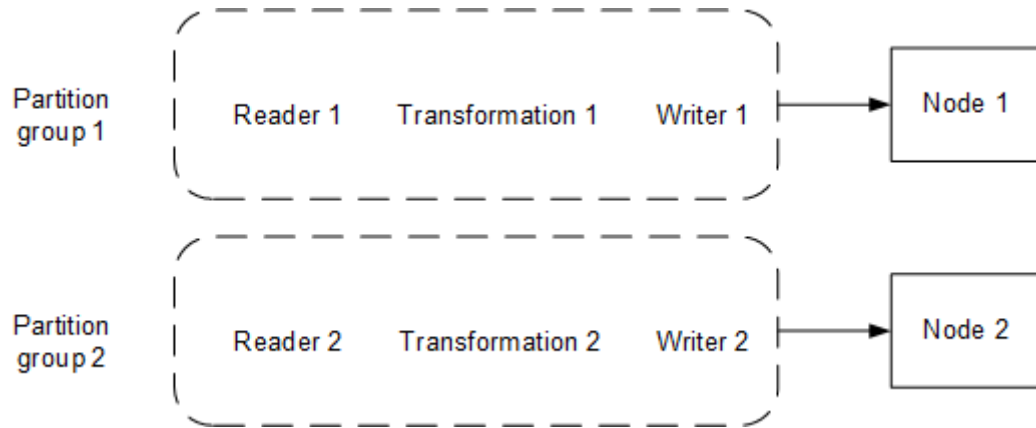 Partition
group 1
Reader 1
Transformation 1
Writer 1
Node 1
Partition
group 2
Reader 2
Transformation 2
Writer 2
Node 2